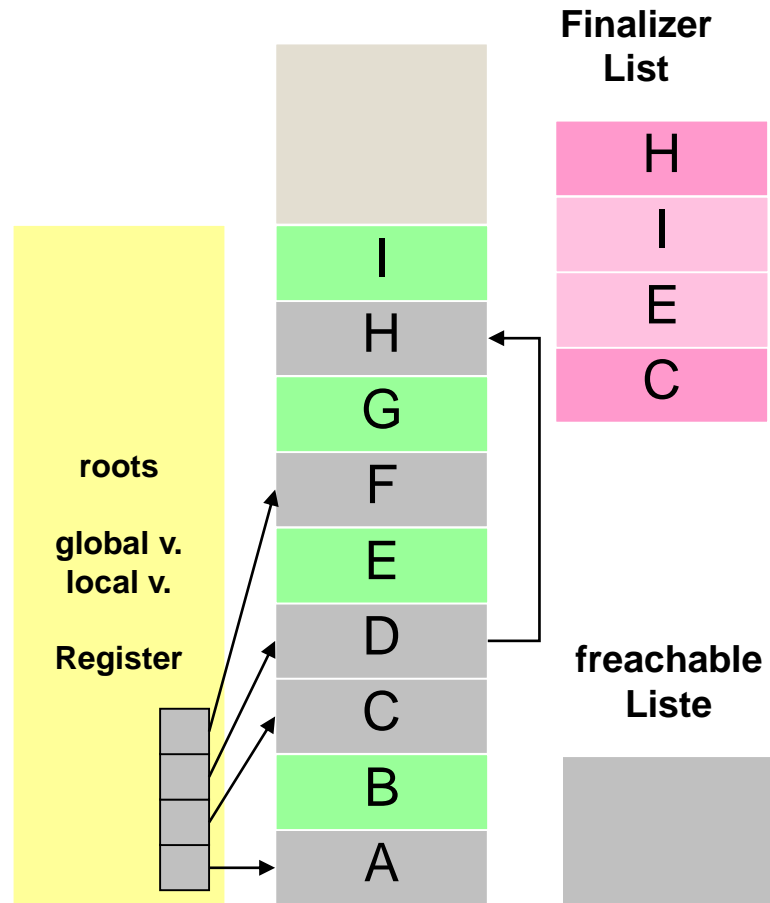 Finalizer
List
H
I
E
C
I
H
G
F
E
D
C
B
A
roots
global v.
local v.
Register
freachable
Liste